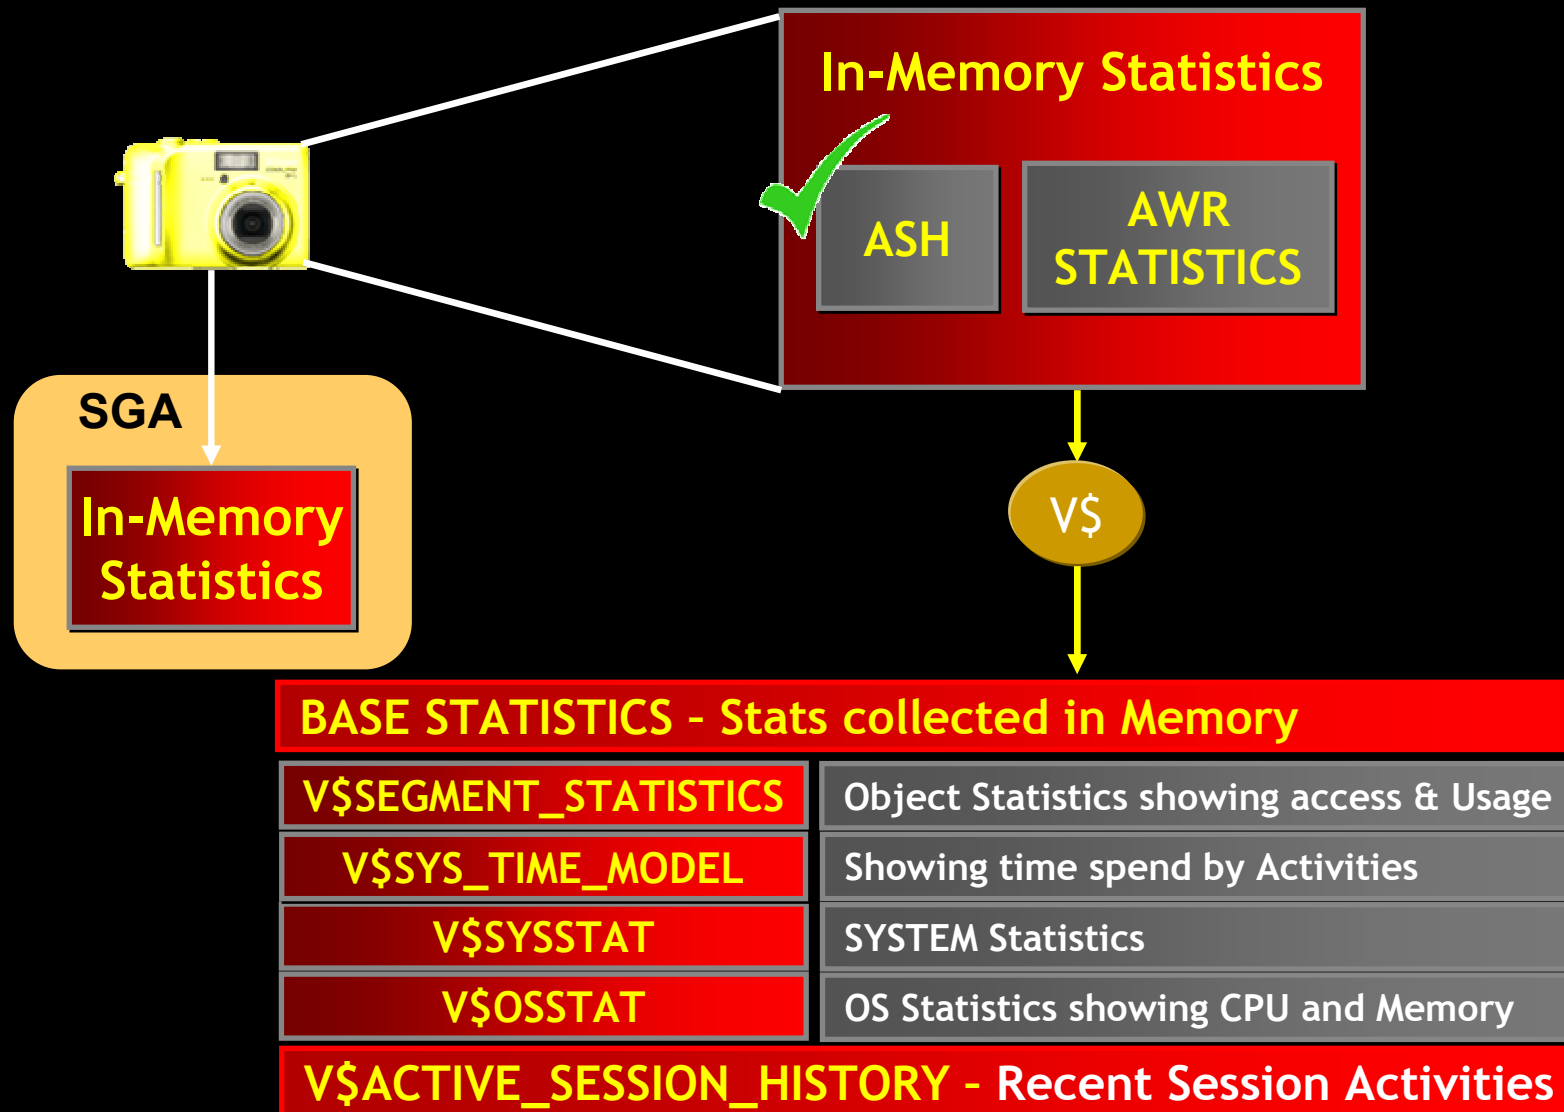 In-Memory Statistics
ASH
AWR
STATISTICS
SGA
In-Memory
Statistics
V$
BASE STATISTICS – Stats collected in Memory
V$SEGMENT_STATISTICS Object Statistics showing access & Usage
V$SYS_TIME_MODEL Showing time spend by Activities
V$SYSSTAT SYSTEM Statistics
V$OSSTAT OS Statistics showing CPU and Memory
V$ACTIVE_SESSION_HISTORY – Recent Session Activities